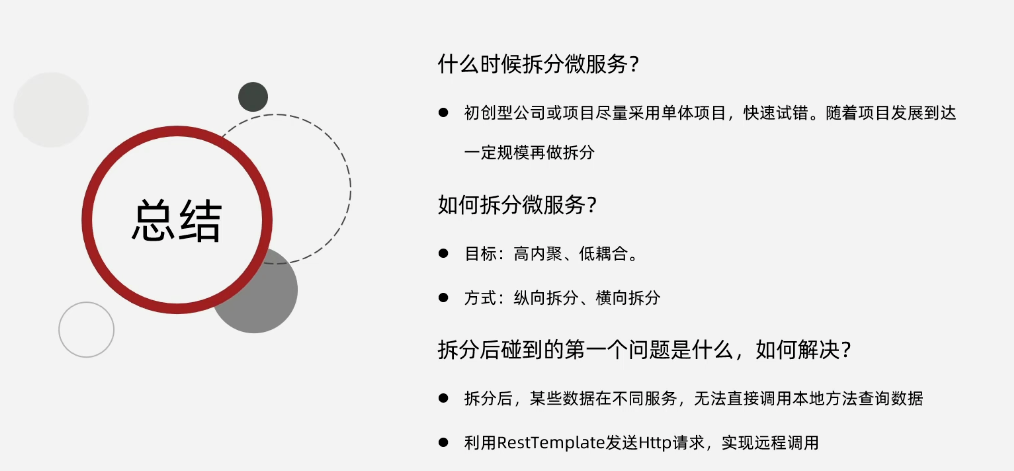 总结
什么时候拆分微服务？
● 初创型公司或项目尽量采用单体项目，快速试错。随着项目发展到达
一定规模再做拆分
如何拆分微服务？
● 目标：高内聚、低耦合。
● 方式：纵向拆分、横向拆分
拆分后碰到的第一个问题是什么，如何解决？
● 拆分后，某些数据在不同服务，无法直接调用本地方法查询数据
● 利用RestTemplate发送Http请求，实现远程调用